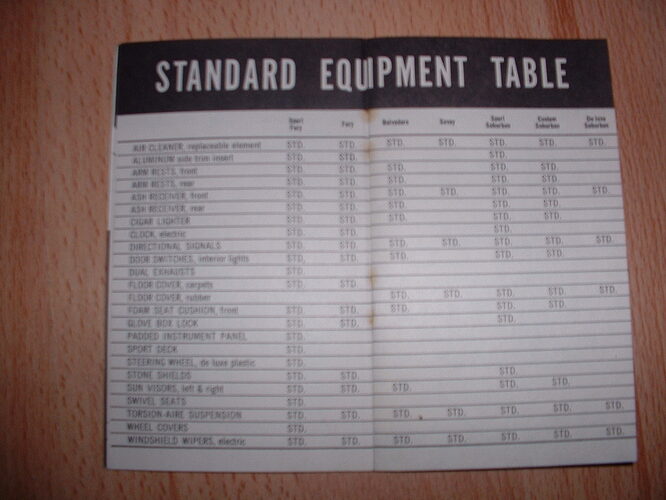 STANDARD EQUIPMENT TABLE
Sport Fury Fury Belvedere Savoy Sport Suburban Custom Suburban De luxe Suburban
AIR CLEANER, replaceable element STD. STD. STD. STD. STD. STD. STD.
ALUMINUM side trim insert STD. STD. STD.
ARM RESTS, front STD. STD. STD. STD. STD.
ARM RESTS, rear STD. STD. STD. STD. STD.
ASH RECEIVER, front STD. STD. STD. STD. STD. STD. STD.
ASH RECEIVER, rear STD. STD. STD. STD. STD.
CIGAR LIGHTER STD. STD. STD. STD. STD.
CLOCK, electric STD. STD. STD.
DIRECTIONAL SIGNALS STD. STD. STD. STD. STD. STD. STD.
DOOR SWITCHES, interior lights STD. STD. STD. STD. STD.
DUAL EXHAUSTS STD.
FLOOR COVER, carpets STD. STD.
FLOOR COVER, rubber STD. STD. STD. STD. STD.
FOAM SEAT CUSHION, front STD. STD. STD. STD. STD.
GLOVE BOX LOCK STD. STD. STD.
PADDED INSTRUMENT PANEL STD.
SPORT DECK STD.
STEERING WHEEL, de luxe plastic STD.
STONE SHIELDS STD. STD. STD.
SUN VISORS, left & right STD. STD. STD. STD. STD.
SWIVEL SEATS STD.
TORSION-AIRE SUSPENSION STD. STD. STD. STD. STD. STD. STD.
WHEEL COVERS STD.
WINDSHIELD WIPERS, electric STD. STD. STD. STD. STD. STD. STD.